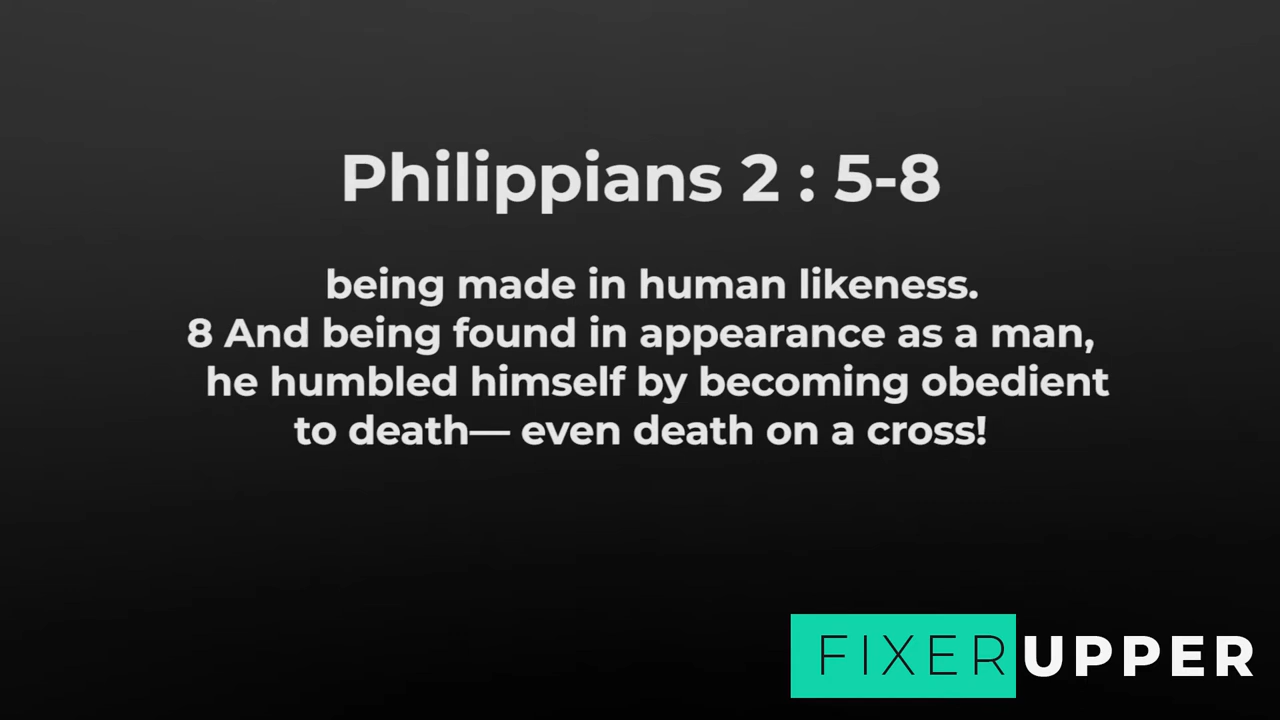 Philippians 2 : 5-8
being made in human likeness.
8 And being found in appearance as a man,
he humbled himself by becoming obedient
to death— even death on a cross!
FIXER UPPER